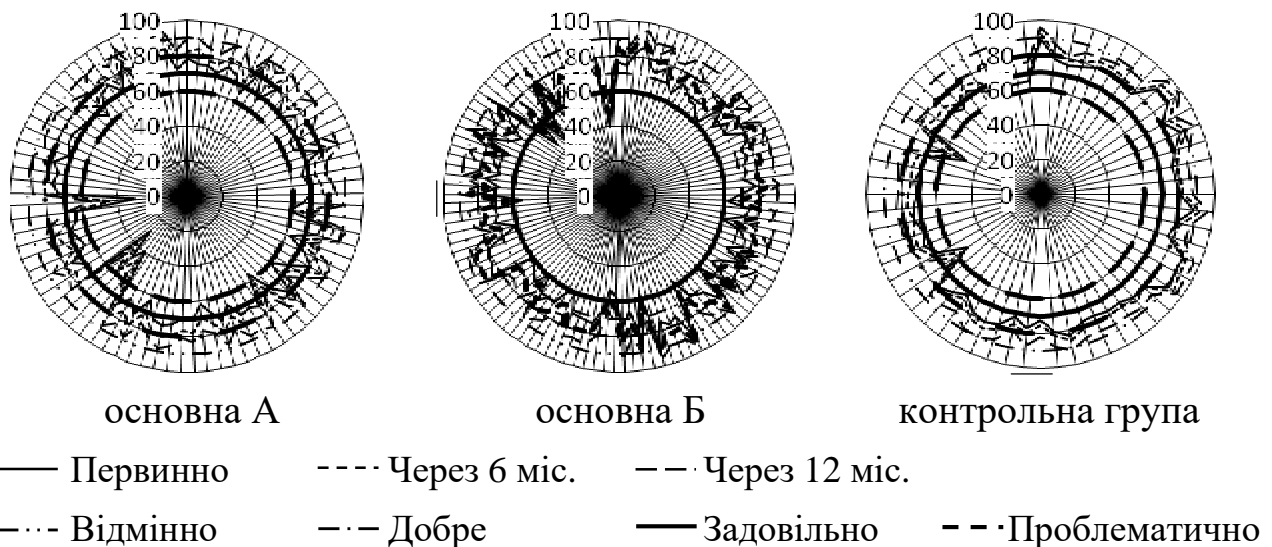 100 100 100
80 80 80
60 60 60
40 40 40
20 20 20
0 0 0
основна А основна Б контрольна група
Первинно Через 6 міс. Через 12 міс.
Відмінно Добре Задовільно Проблематично